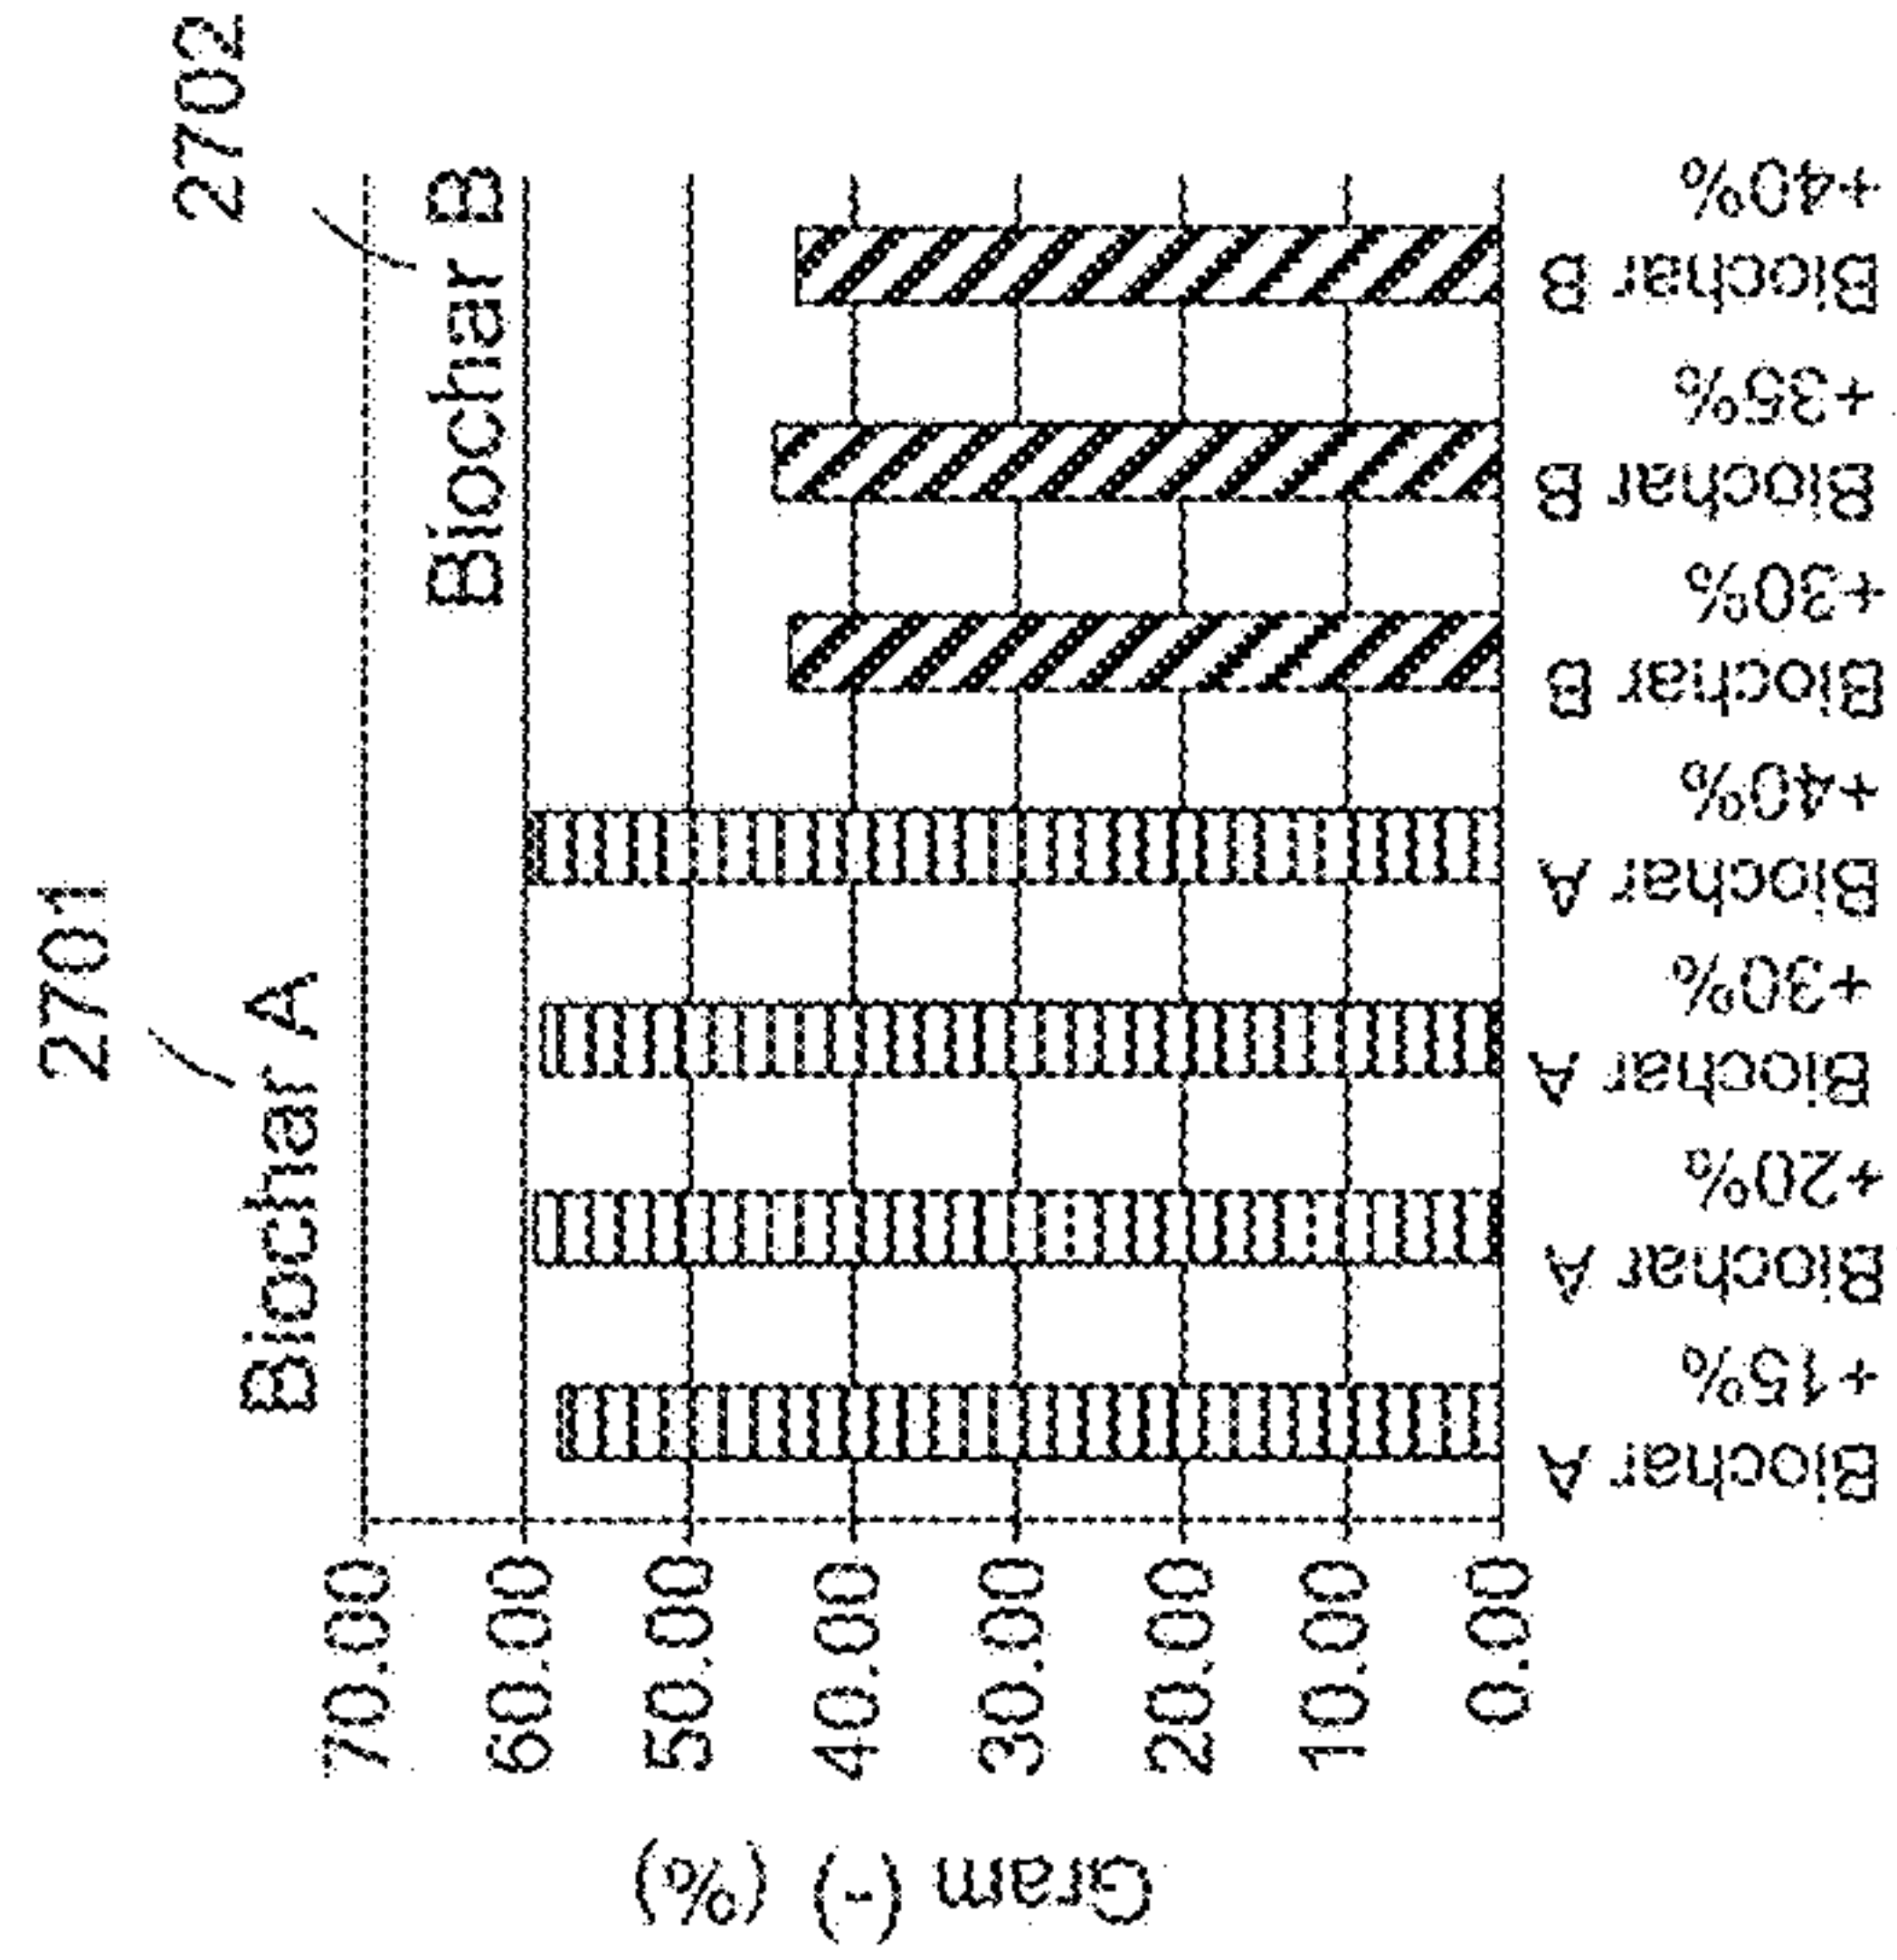 2701
Biochar A
2702
Biochar B
Gram (-) (%)
70.00
60.00
50.00
40.00
30.00
20.00
10.00
0.00
Biochar A
+15%
Biochar A
+20%
Biochar A
+30%
Biochar A
+40%
Biochar B
+30%
Biochar B
+35%
Biochar B
+40%